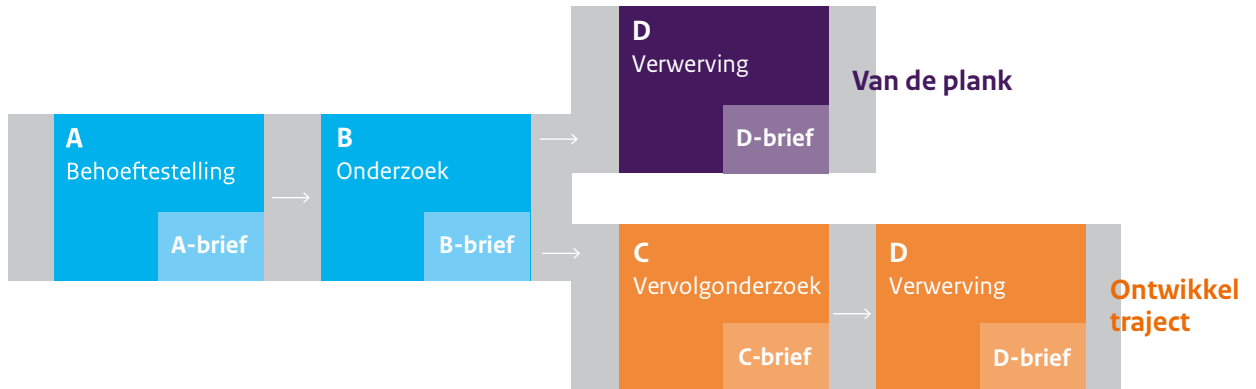 A
Behoeftestelling
A-brief
B
Onderzoek
B-brief
D
Verwerving
D-brief
Van de plank
C
Vervolgonderzoek
C-brief
D
Verwerving
D-brief
Ontwikkel
traject